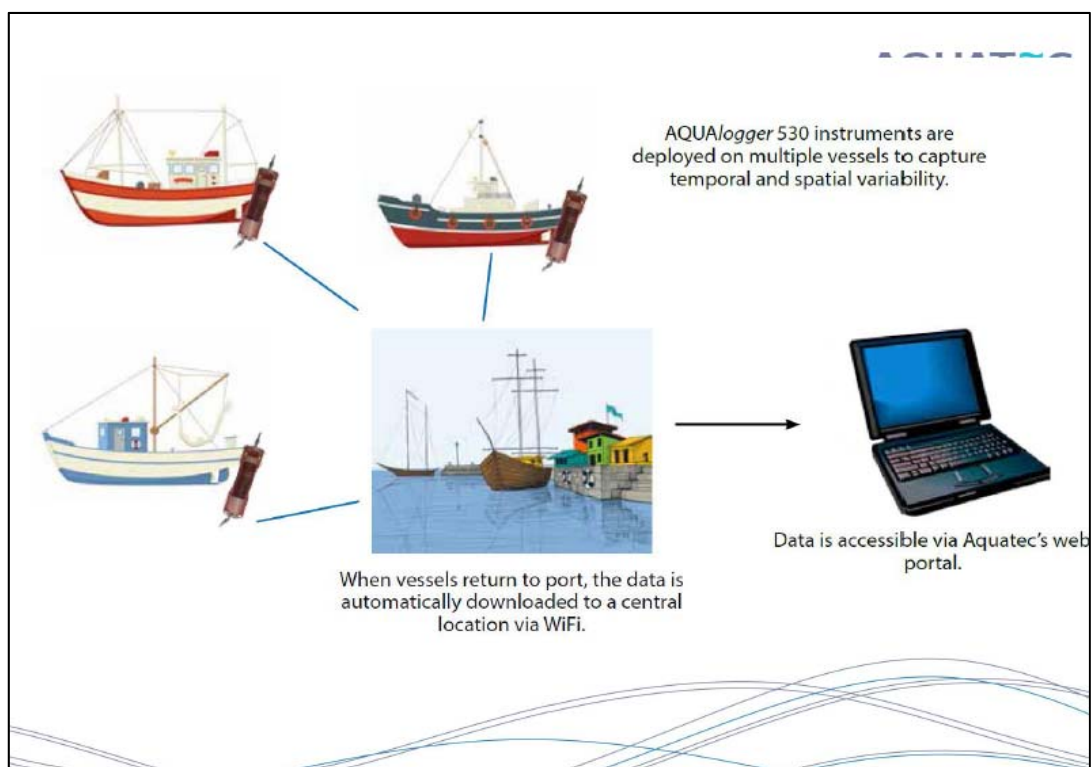 AQUATEC
AQUAlogger 530 instruments are
deployed on multiple vessels to capture
temporal and spatial variability.
When vessels return to port, the data is
automatically downloaded to a central
location via WiFi.
Data is accessible via Aquatec's web
portal.